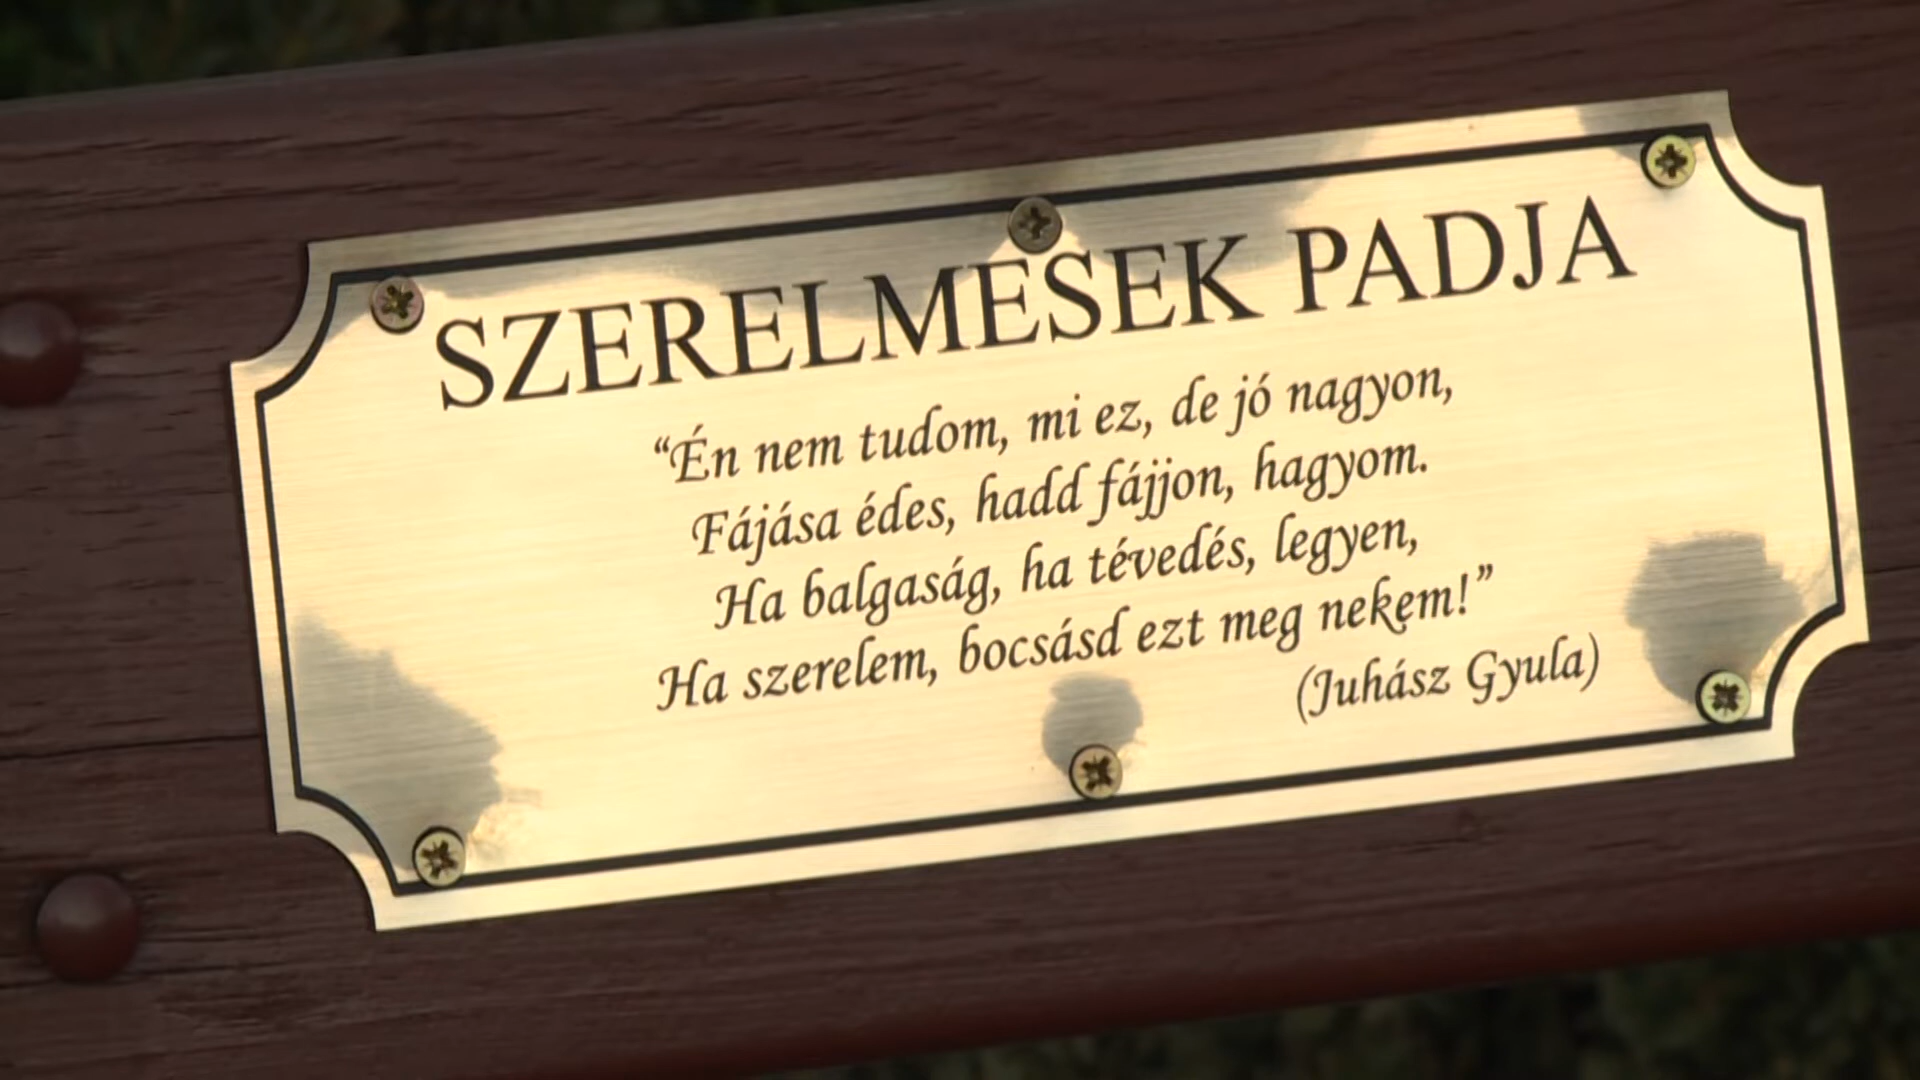 SZERELMESEK PADJA
“Én nem tudom, mi ez, de jó nagyon,
Fájása édes, hadd fájjon, hagyom.
Ha balgaság, ha tévedés, legyen,
Ha szerelem, bocsásd ezt meg nekem!”
(Juhász Gyula)